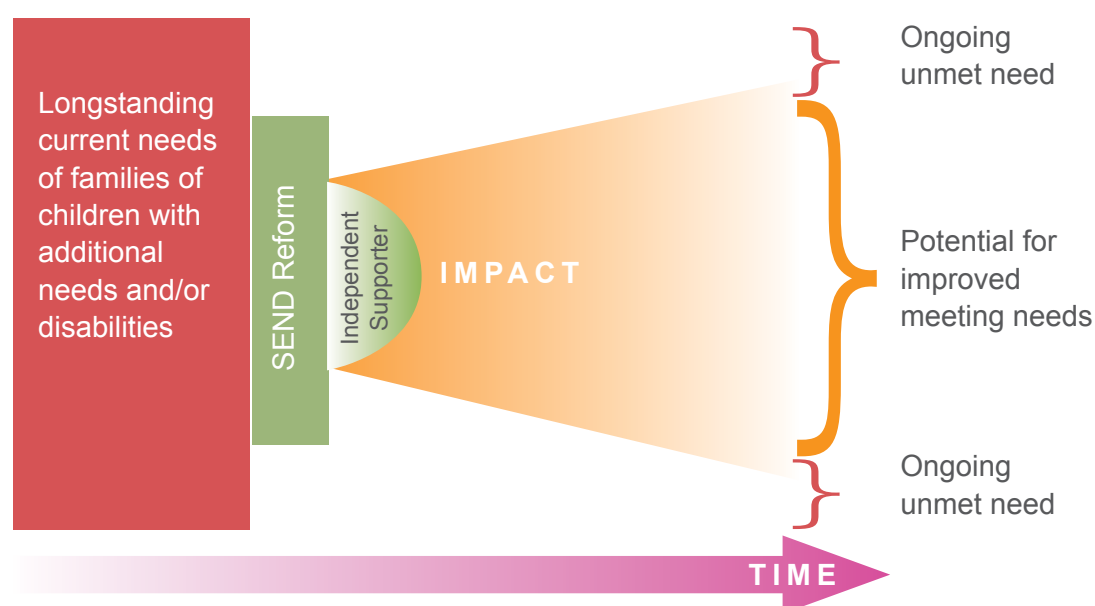 Longstanding
current needs
of families of
children with
additional
needs and/or
disabilities
SEND Reform
Independent
Supporter
IMPACT
Ongoing
unmet need
Potential for
improved
meeting needs
Ongoing
unmet need
TIME